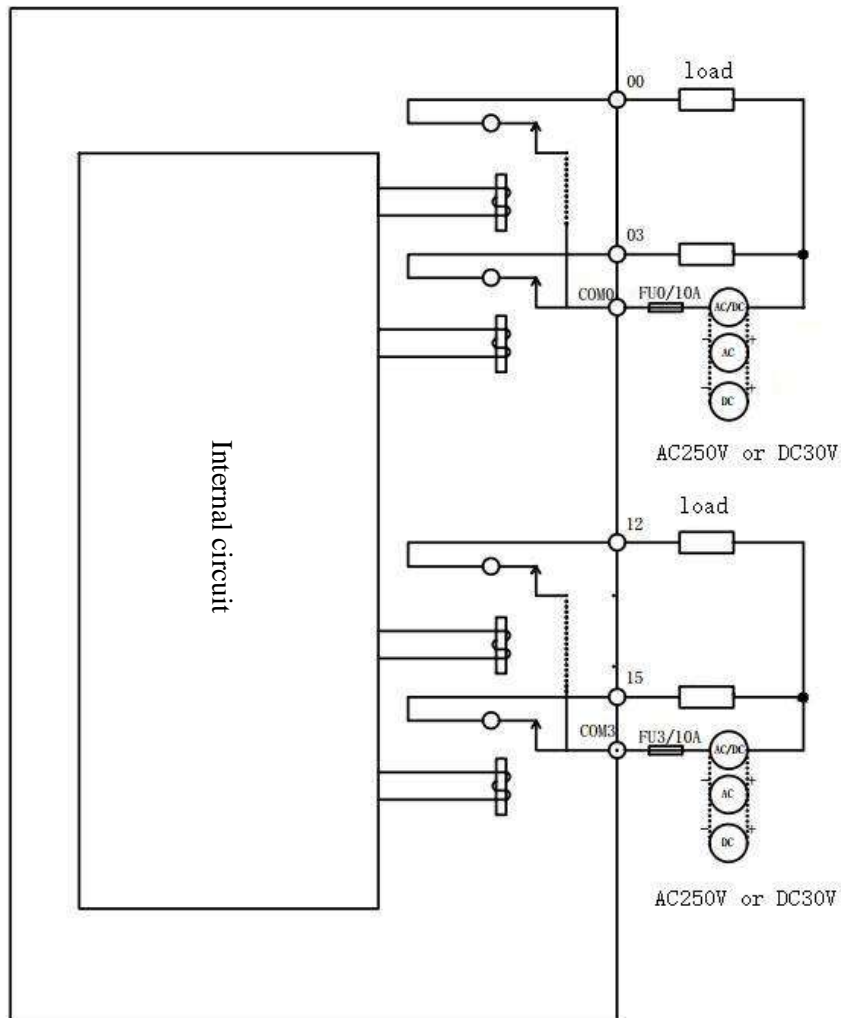 00
load
03
COM0
FU0/10A
AC/DC
- +
AC
- +
DC
AC250V or DC30V
Internal circuit
12
load
15
COM3
FU3/10A
AC/DC
- +
AC
- +
DC
AC250V or DC30V